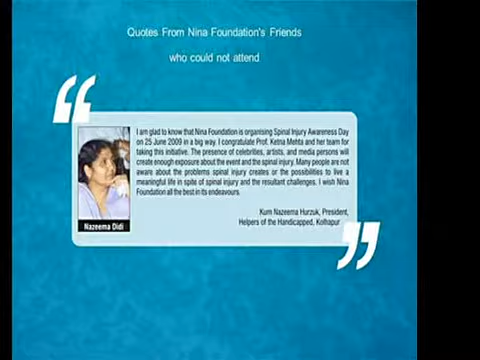 Quotes From Nina Foundation's Friends
who could not attend
I am glad to know that Nina Foundation is organising Spinal Injury Awareness Day
on 25 June 2009 in a big way. I congratulate Prof. Ketna Mehta and her team for
taking this initiative. The presence of celebrities, artists, and media persons will
create enough exposure about the event and the spinal injury. Many people are not
aware about the problems spinal injury creates or the possibilities to live a
meaningful life in spite of spinal injury and the resultant challenges. I wish Nina
Foundation all the best in its endeavours.
Kum Nazeema Hurzuk, President,
Helpers of the Handicapped, Kolhapur
Nazeema Didi